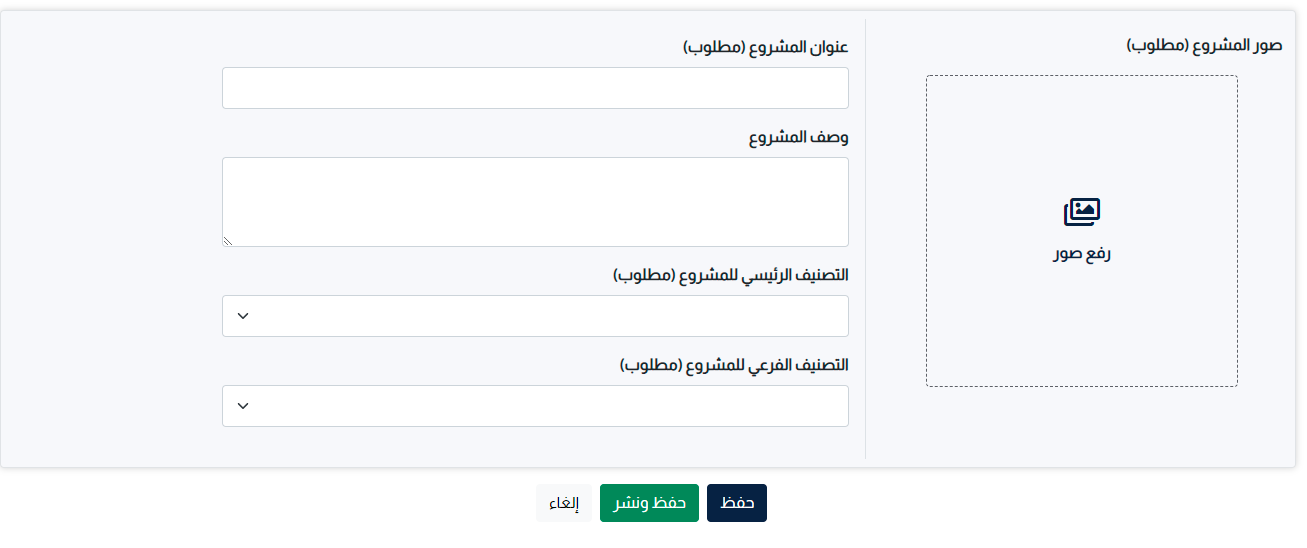 صور المشروع (مطلوب)
رفع صور
عنوان المشروع (مطلوب)
وصف المشروع
التصنيف الرئيسي للمشروع (مطلوب)
التصنيف الفرعي للمشروع (مطلوب)
حفظ
حفظ ونشر
إلغاء